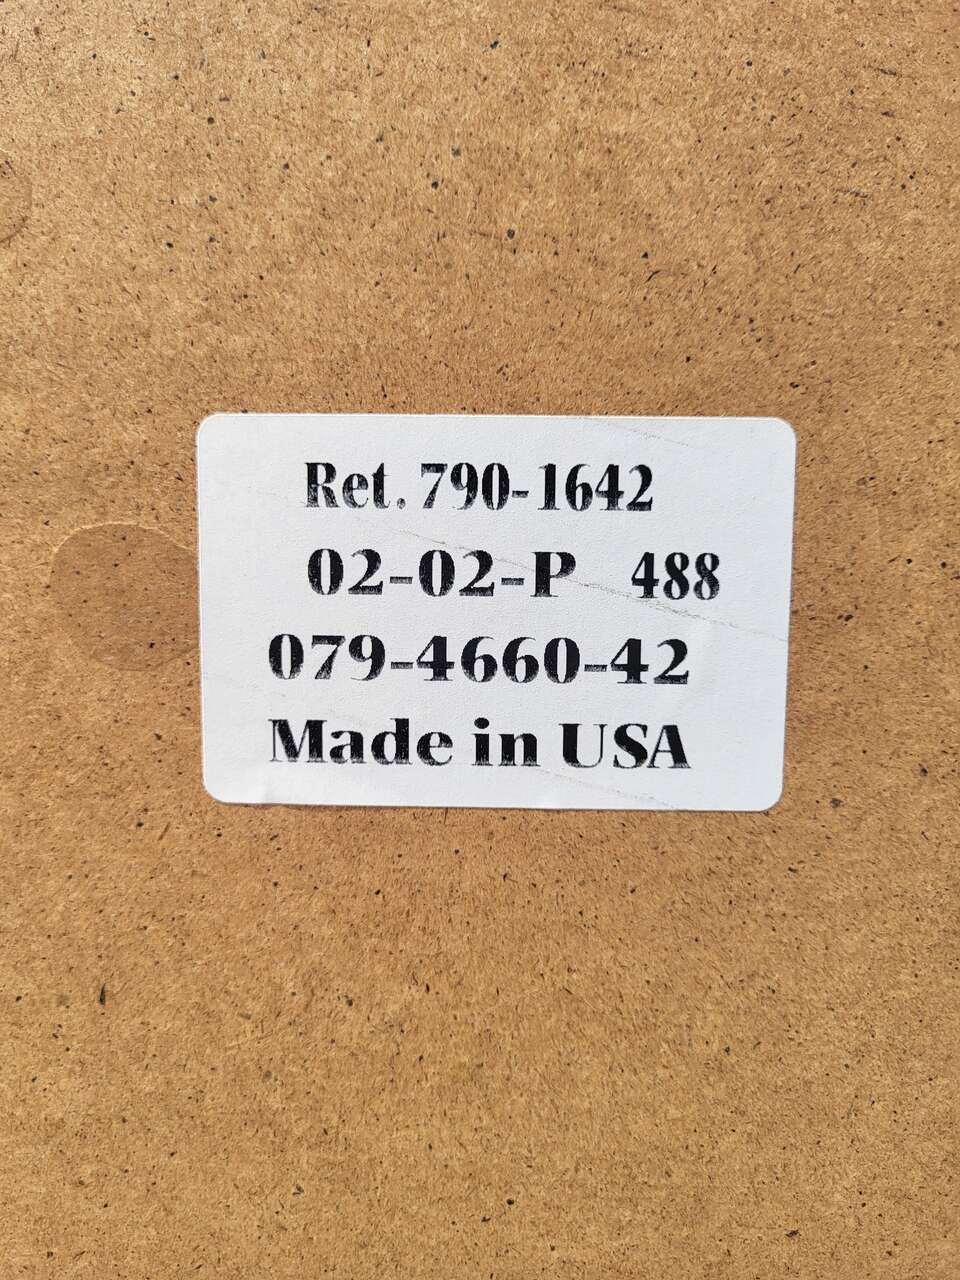 Ret. 790-1642
02-02-P 488
079-4660-42
Made in USA